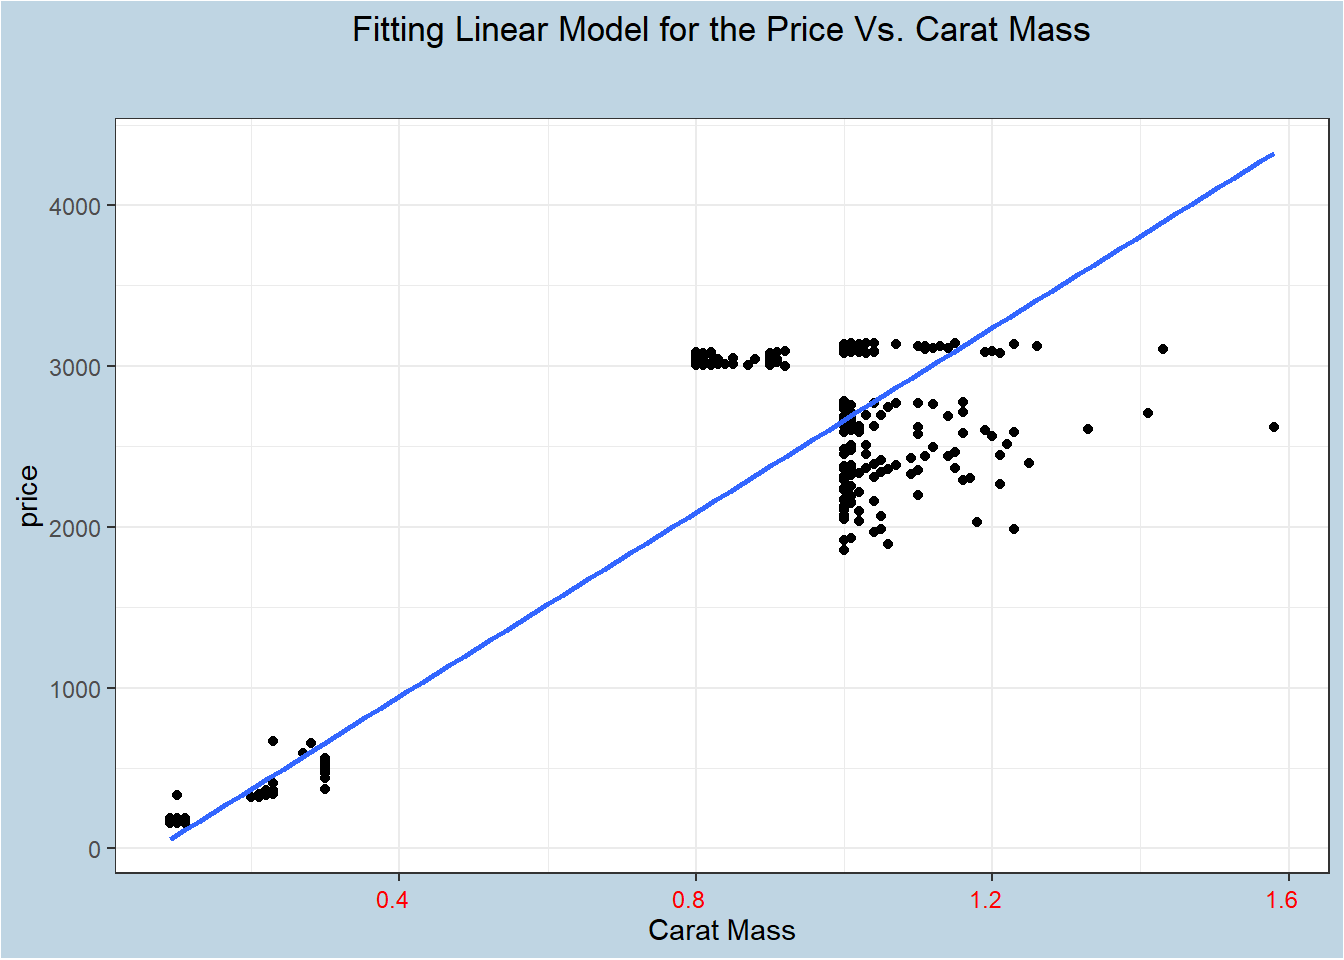 Fitting Linear Model for the Price Vs. Carat Mass
4000
3000
2000
1000
0
price
0.4 0.8 1.2 1.6
Carat Mass